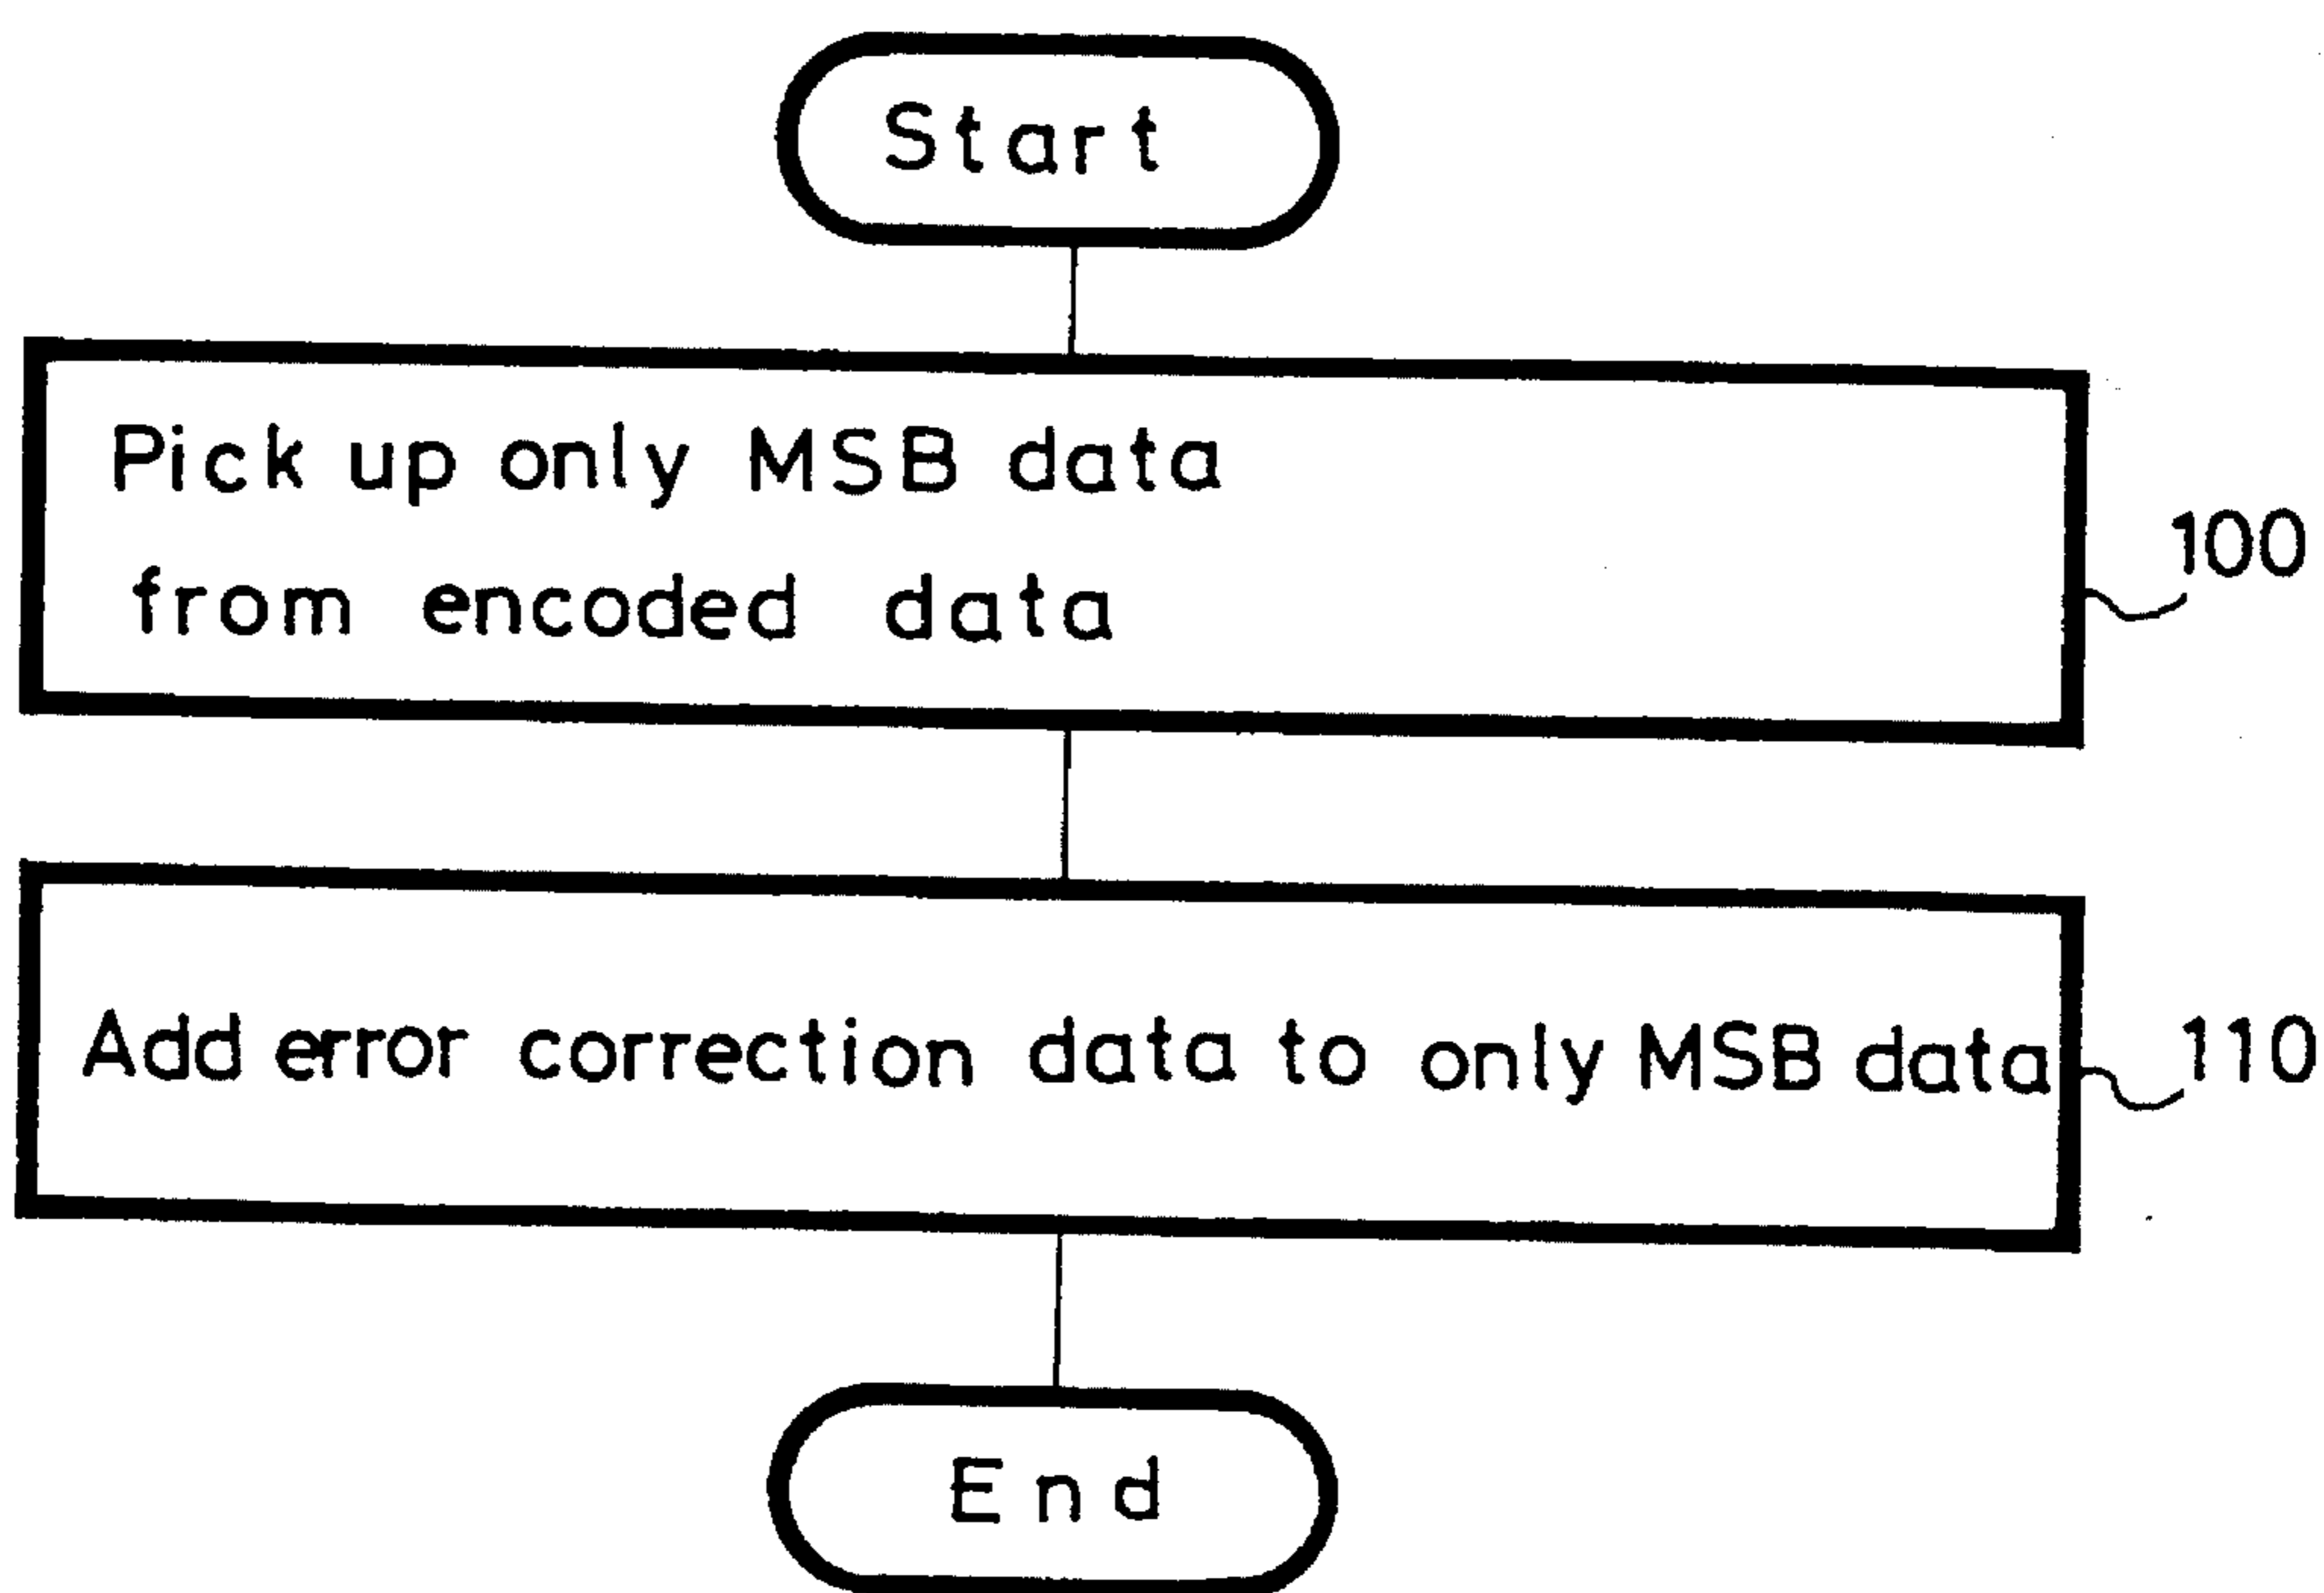 Start
Pick up only MSB data
from encoded data
100
Add error correction data to only MSB data
110
End